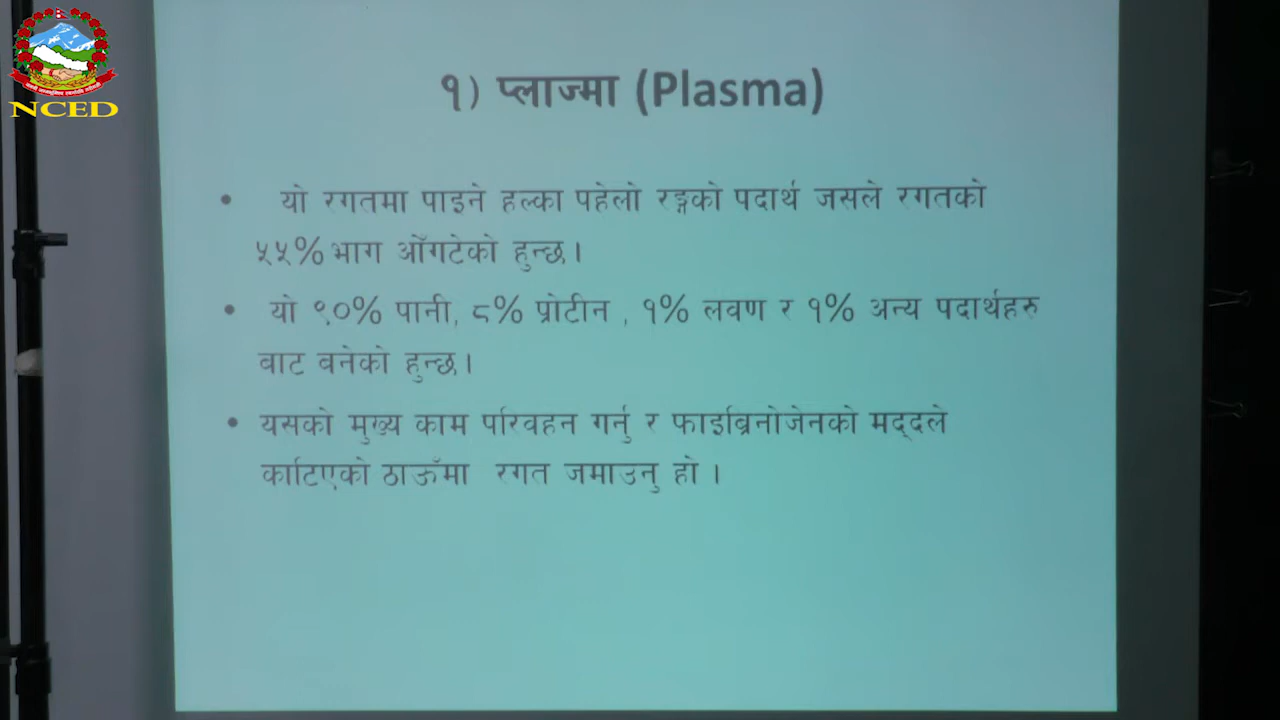 NCED
१) प्लाज्मा (Plasma)
• यो रगतमा पाइने हल्का पहेलो रङ्गको पदार्थ जसले रगतको
५५% भाग ओँगटेको हुन्छ।
• यो ९०% पानी, ८% प्रोटीन , १% लवण र १% अन्य पदार्थहरु
बाट बनेको हुन्छ।
• यसको मुख्य काम परिवहन गर्नु र फाइब्रिनोजेनको मद्दले
काटिएको ठाऊँमा रगत जमाउनु हो ।